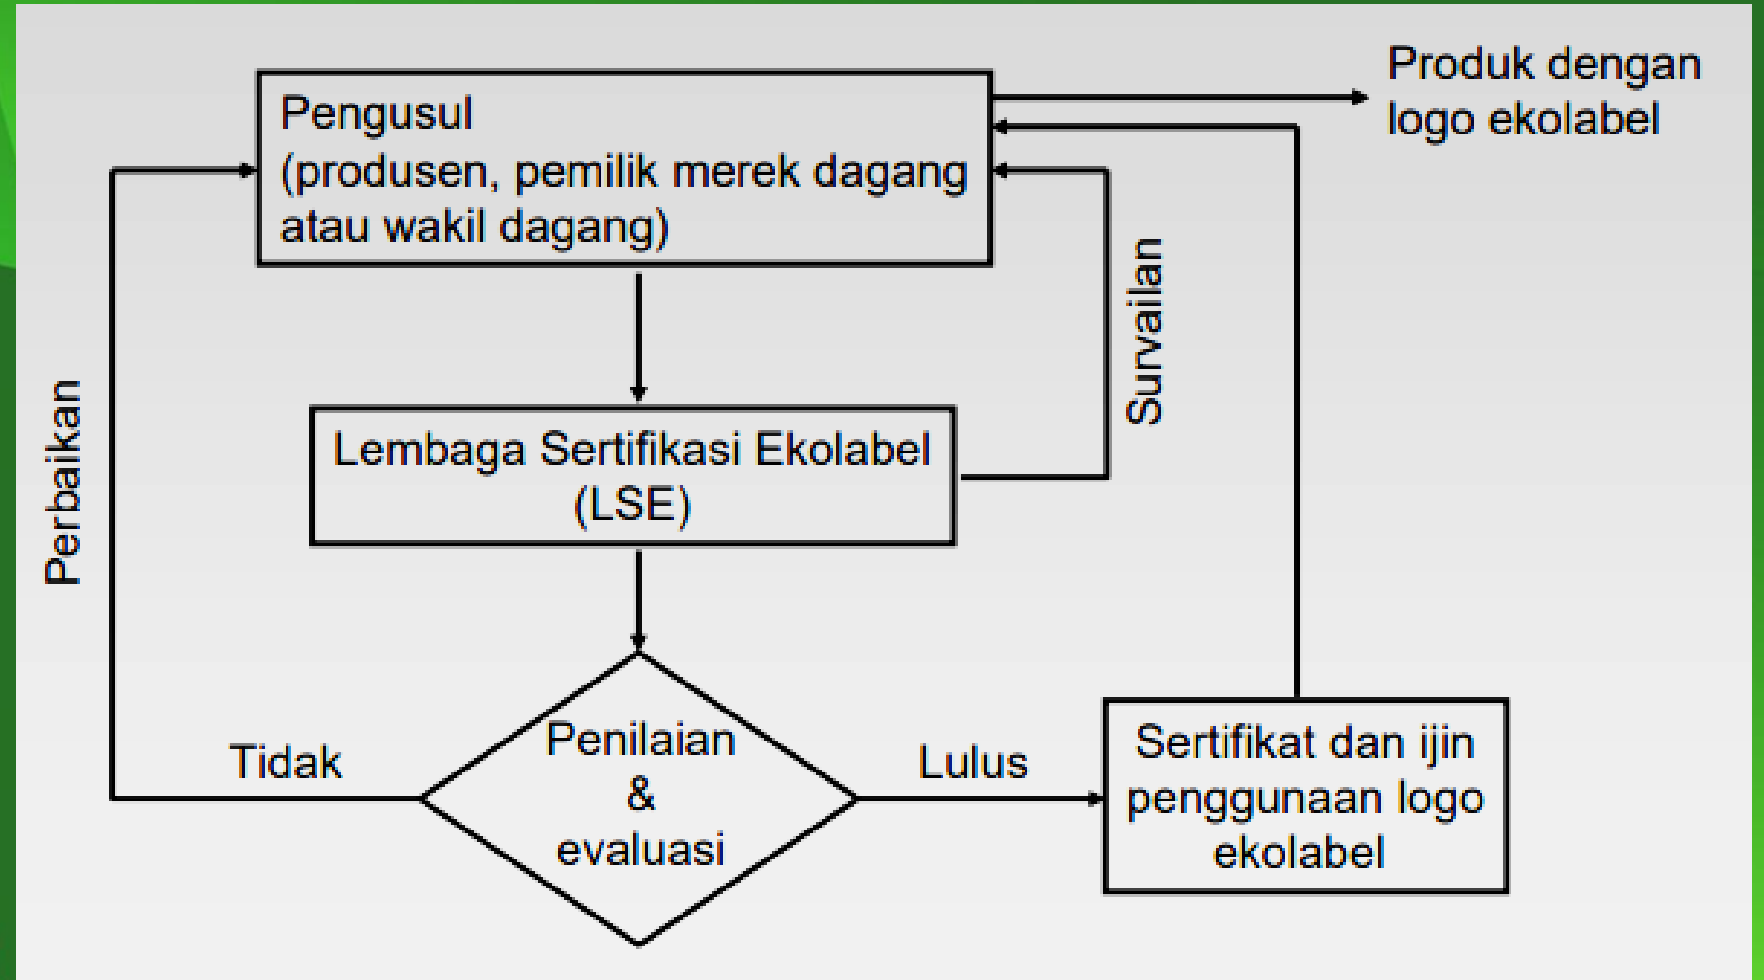 Produk dengan
logo ekolabel
Pengusul
(produsen, pemilik merek dagang
atau wakil dagang)
Survailan
Perbaikan
Lembaga Sertifikasi Ekolabel
(LSE)
Tidak
Penilaian
&
evaluasi
Lulus
Sertifikat dan ijin
penggunaan logo
ekolabel